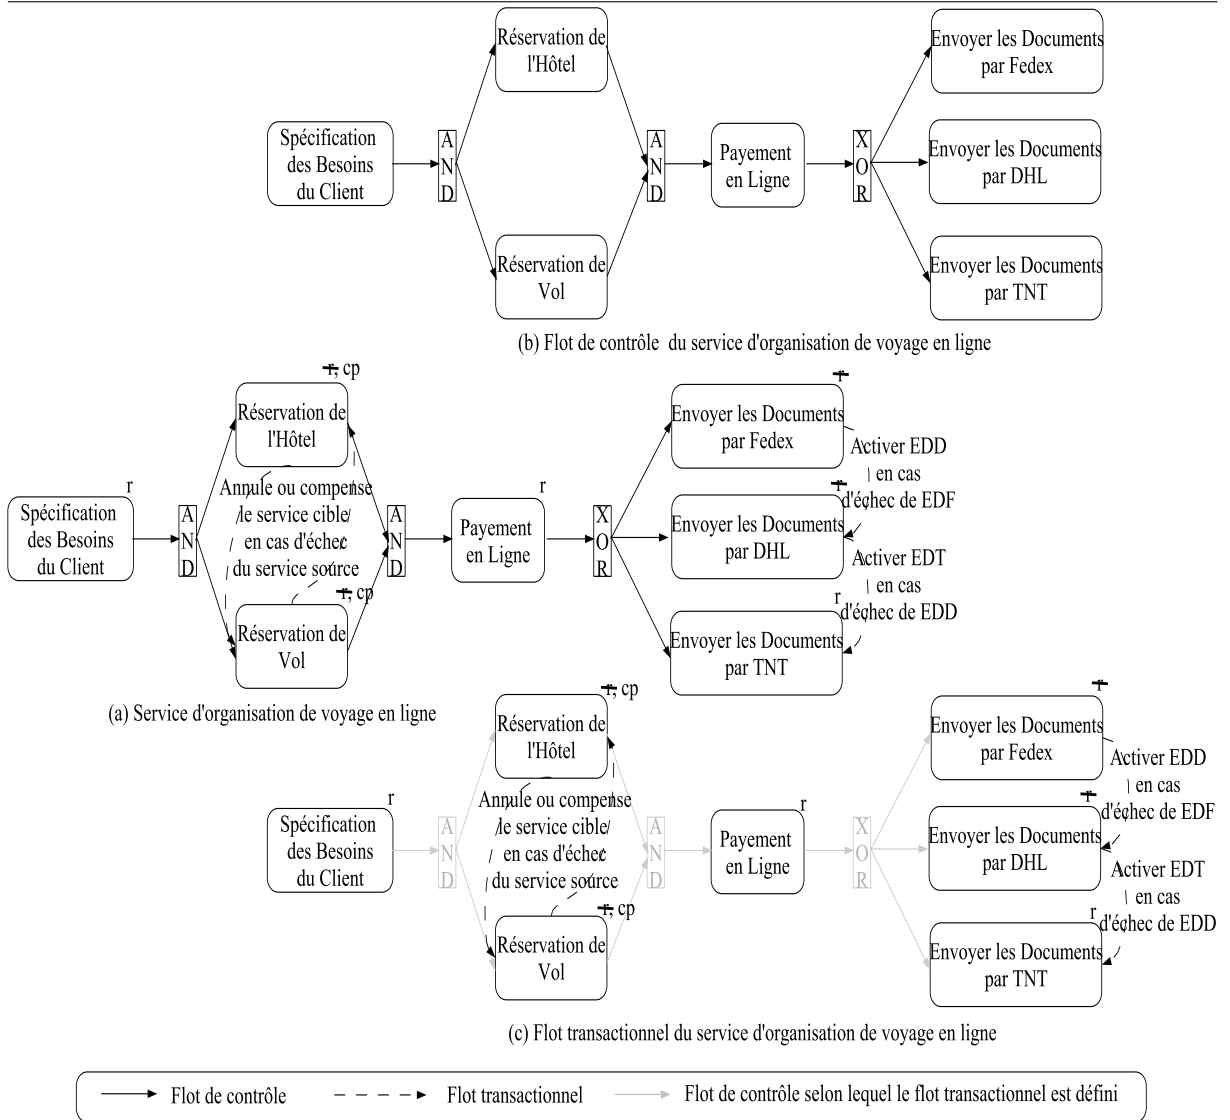 Réservation de
l'Hôtel
Envoyer les Documents
par Fedex
Spécification
des Besoins
du Client
AND
AND
Payement
en Ligne
XOR
Envoyer les Documents
par DHL
Réservation de
Vol
Envoyer les Documents
par TNT
(b) Flot de contrôle du service d'organisation de voyage en ligne
r, cp
Réservation de
l'Hôtel
r
Envoyer les Documents
par Fedex
Activer EDD
en cas
d'échec de EDF
r
Spécification
des Besoins
du Client
AND
Annule ou compense
le service cible
en cas d'échec
du service source
AND
r
Payement
en Ligne
XOR
r
Envoyer les Documents
par DHL
Activer EDT
en cas
d'échec de EDD
r, cp
Réservation de
Vol
r
Envoyer les Documents
par TNT
(a) Service d'organisation de voyage en ligne
r, cp
Réservation de
l'Hôtel
r
Envoyer les Documents
par Fedex
Activer EDD
en cas
d'échec de EDF
r
Spécification
des Besoins
du Client
AND
Annule ou compense
le service cible
en cas d'échec
du service source
AND
r
Payement
en Ligne
XOR
r
Envoyer les Documents
par DHL
Activer EDT
en cas
d'échec de EDD
r, cp
Réservation de
Vol
r
Envoyer les Documents
par TNT
(c) Flot transactionnel du service d'organisation de voyage en ligne
Flot de contrôle
Flot transactionnel
Flot de contrôle selon lequel le flot transactionnel est défini